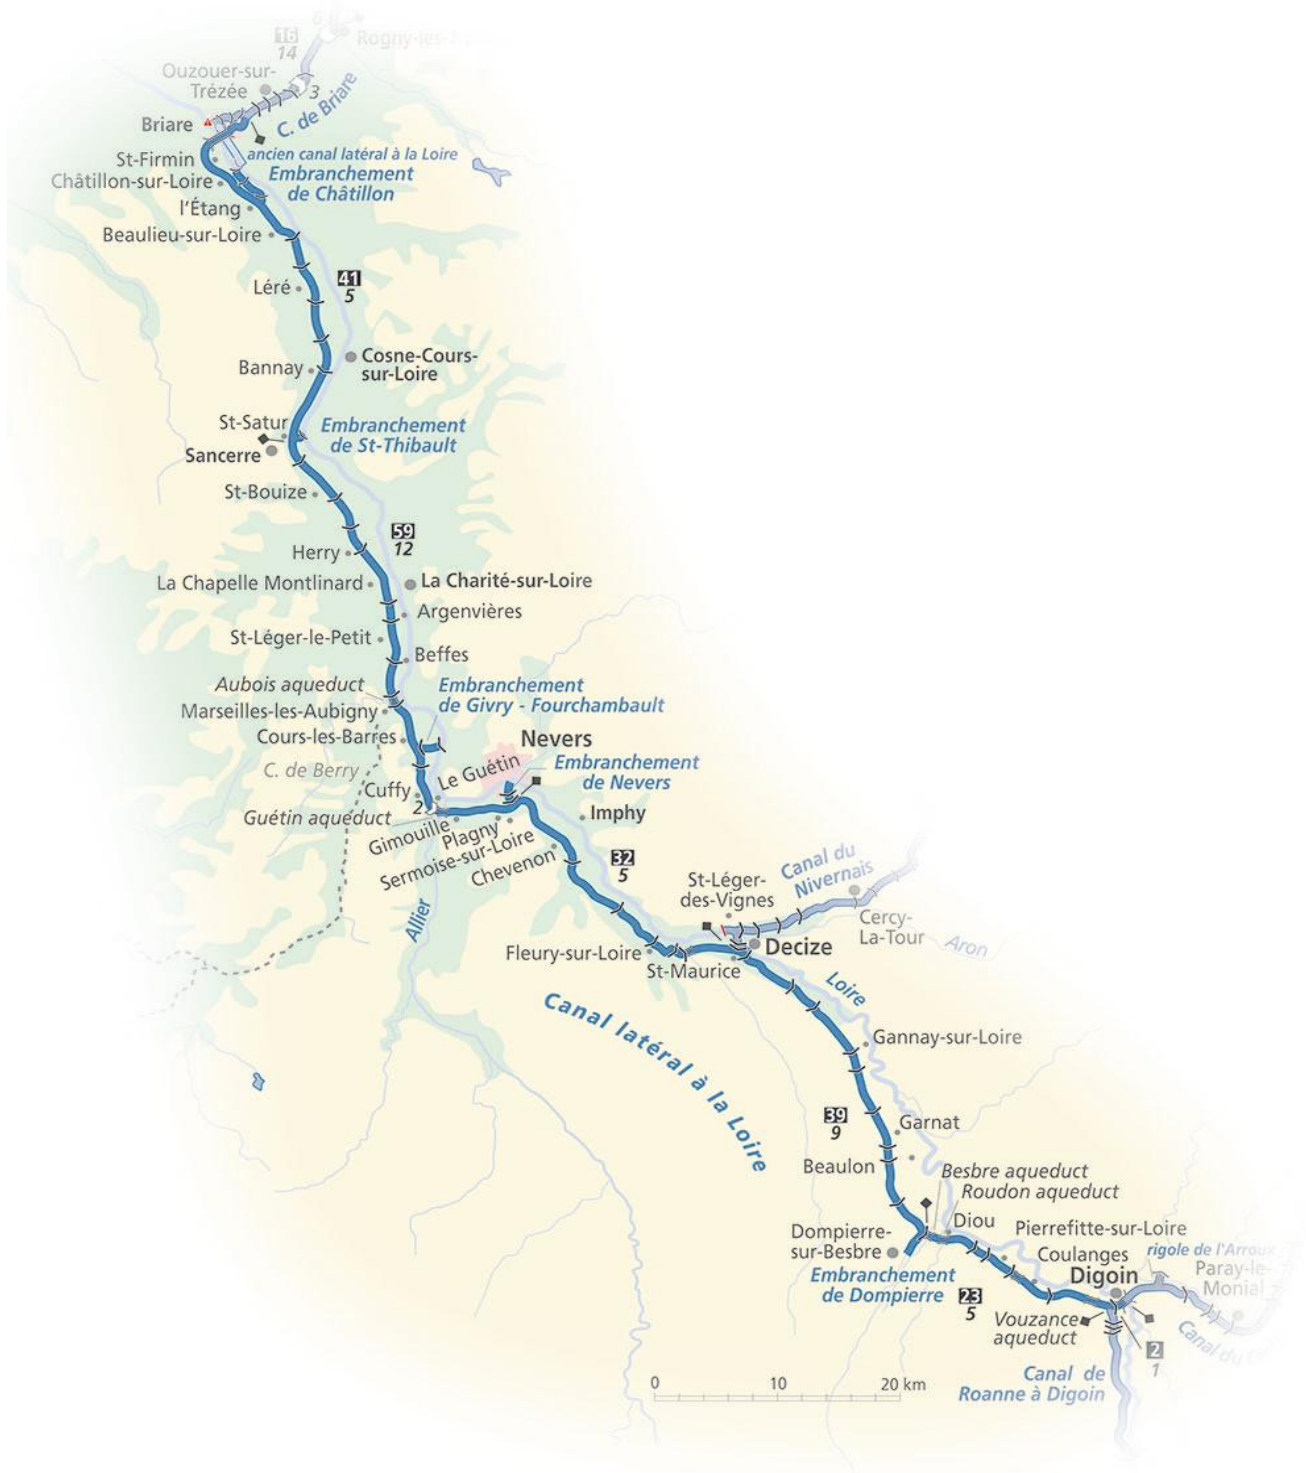 16
14
Ouzouer-sur-
Trézée
3
C. de Briare
Briare
ancien canal latéral à la Loire
St-Firmin
Embranchement
de Châtillon
Châtillon-sur-Loire
l'Étang
Beaulieu-sur-Loire
41
5
Léré
Cosne-Cours-
sur-Loire
Bannay
St-Satur
Embranchement
de St-Thibault
Sancerre
St-Bouize
59
12
Herry
La Chapelle Montlinard
La Charité-sur-Loire
Argenvières
St-Léger-le-Petit
Beffes
Aubois aqueduct
Embranchement
de Givry - Fourchambault
Marseilles-les-Aubigny
Cours-les-Barres
Nevers
C. de Berry
Le Guétin
Embranchement
de Nevers
Cuffy
2
Guétin aqueduct
Imphy
Gimouille
Plagny
Sermoise-sur-Loire
Chevenon
32
5
Canal du
Nivernais
St-Léger-
des-Vignes
Allier
Cercy-
La-Tour
Aron
Decize
Fleury-sur-Loire
St-Maurice
Loire
Canal latéral à la Loire
Gannay-sur-Loire
39
9
Garnat
Beaulon
Besbre aqueduct
Roudon aqueduct
Diou
Dompierre-
sur-Besbre
Pierrefitte-sur-Loire
Coulanges
rigole de l'Arroux
Paray-le-
Monial
Digoin
Embranchement
de Dompierre
23
5
Vouzance
aqueduct
Canal du
2
1
Canal de
Roanne à Digoin
0 10 20 km